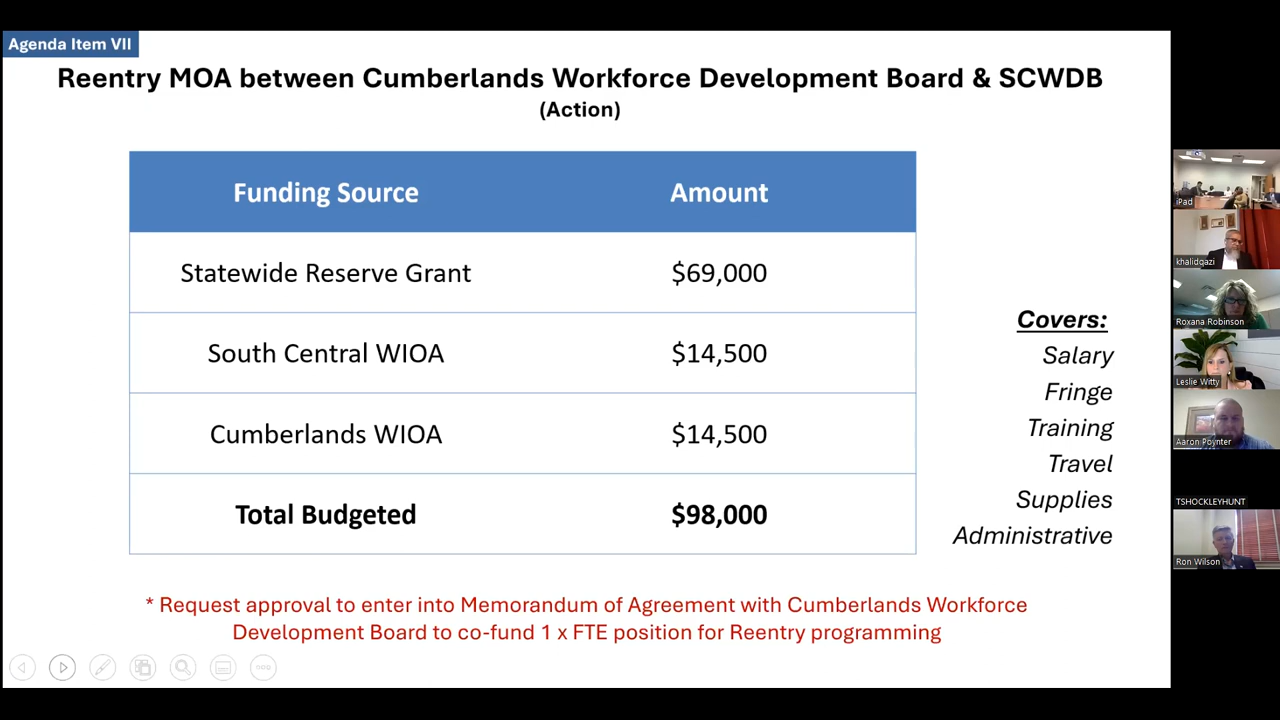 Agenda Item VII
Reentry MOA between Cumberlands Workforce Development Board & SCWDB
(Action)
Funding Source Amount
Statewide Reserve Grant $69,000
South Central WIOA $14,500
Cumberlands WIOA $14,500
Total Budgeted $98,000
Covers:
Salary
Fringe
Training
Travel
Supplies
Administrative
* Request approval to enter into Memorandum of Agreement with Cumberlands Workforce
Development Board to co-fund 1 x FTE position for Reentry programming
iPad
khalidqazi
Roxana Robinson
Leslie Witty
Aaron Poynter
TSHOCKLEYHUNT
Ron Wilson